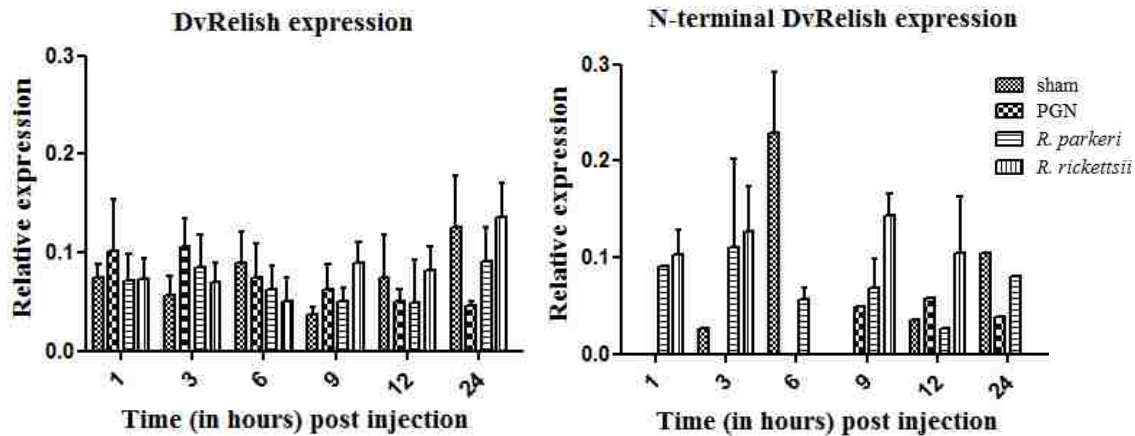 DvRelish expression
Relative expression
0.3
0.2
0.1
0.0
1
3
6
9
12
24
Time (in hours) post injection
N-terminal DvRelish expression
Relative expression
0.3
0.2
0.1
0.0
1
3
6
9
12
24
Time (in hours) post injection
sham
PGN
R. parkeri
R. rickettsii